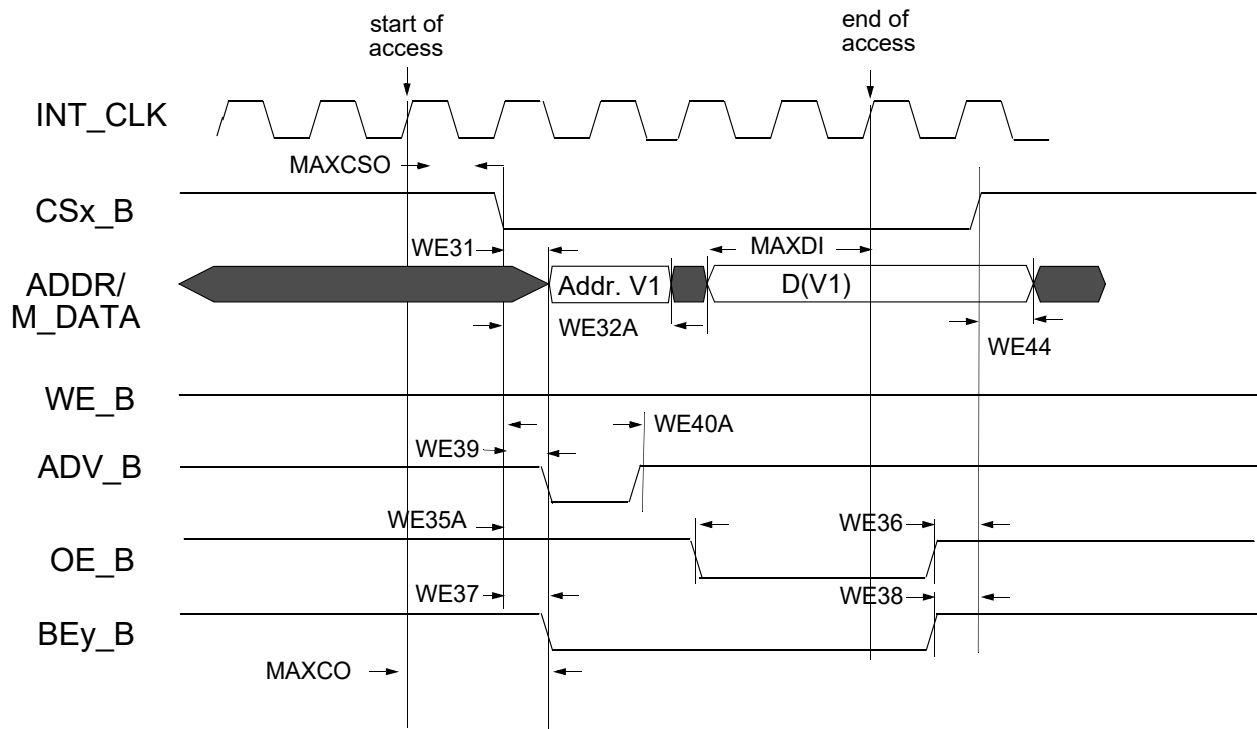 start of
access
end of
access
INT_CLK
MAXCSO
CSx_B
WE31
MAXDI
ADDR/
M_DATA
Addr. V1
D(V1)
WE32A
WE44
WE_B
WE40A
WE39
ADV_B
WE35A
WE36
OE_B
WE37
WE38
BEy_B
MAXCO